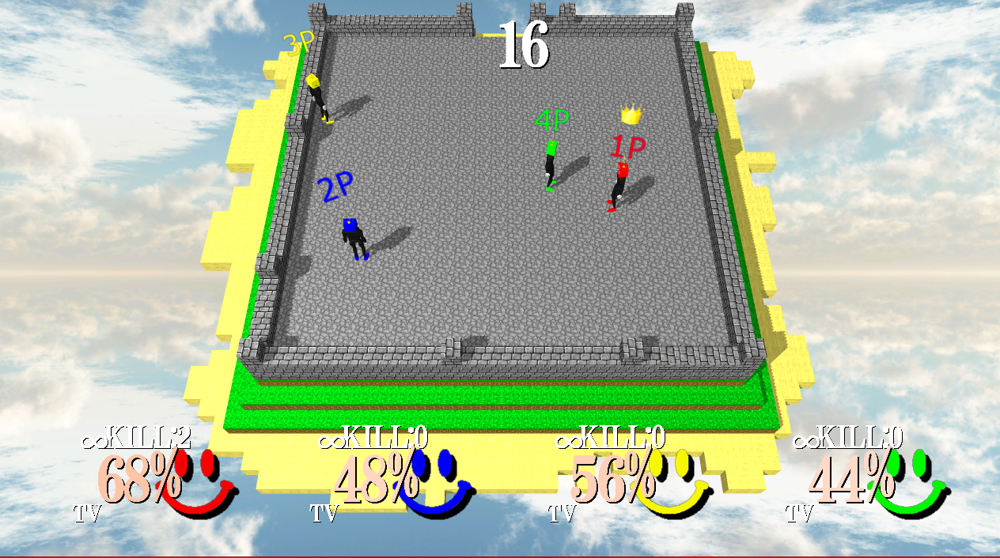 16
3P
4P
1P
2P
∞KILL:2
68%
TV
∞KILL:0
48%
TV
∞KILL:0
56%
TV
∞KILL:0
44%
TV